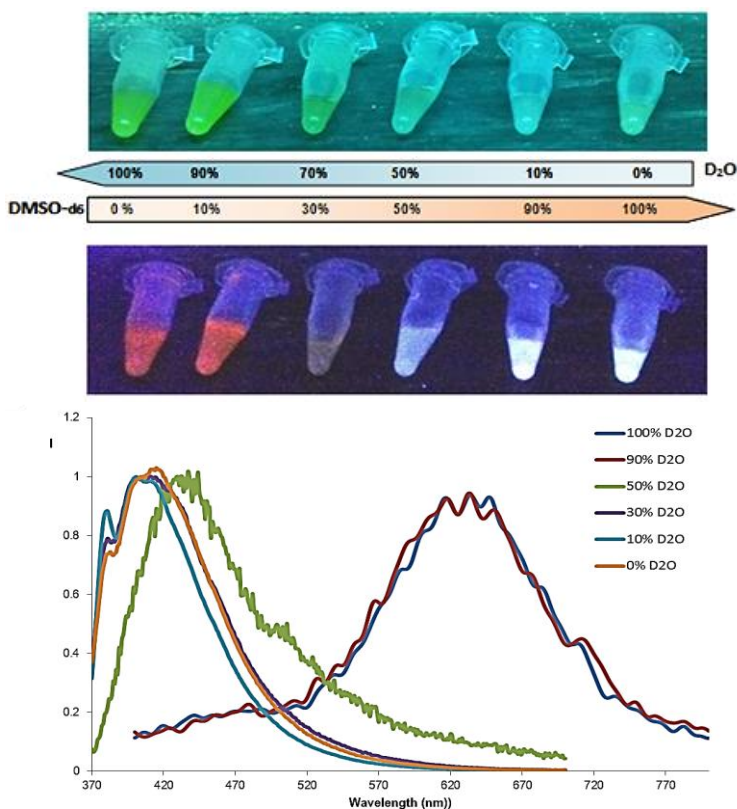 100% 90% 70% 50% 10% 0% D₂O
DMSO-d6 0 % 10% 30% 50% 90% 100%
1.2
I
1
0.8
0.6
0.4
0.2
0
100% D2O
90% D2O
50% D2O
30% D2O
10% D2O
0% D2O
370 420 470 520 570 620 670 720 770
Wavelength (nm))